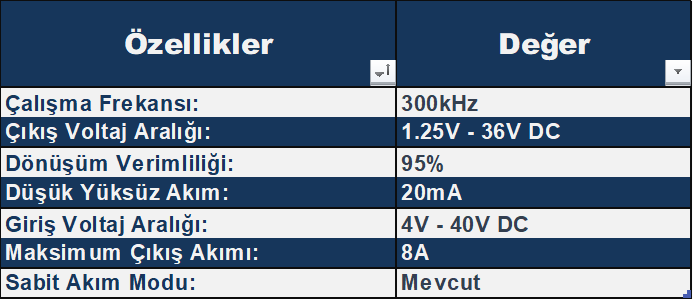 Özellikler Değer
Çalışma Frekansı: 300kHz
Çıkış Voltaj Aralığı: 1.25V - 36V DC
Dönüşüm Verimliliği: 95%
Düşük Yüksüz Akım: 20mA
Giriş Voltaj Aralığı: 4V - 40V DC
Maksimum Çıkış Akımı: 8A
Sabit Akım Modu: Mevcut